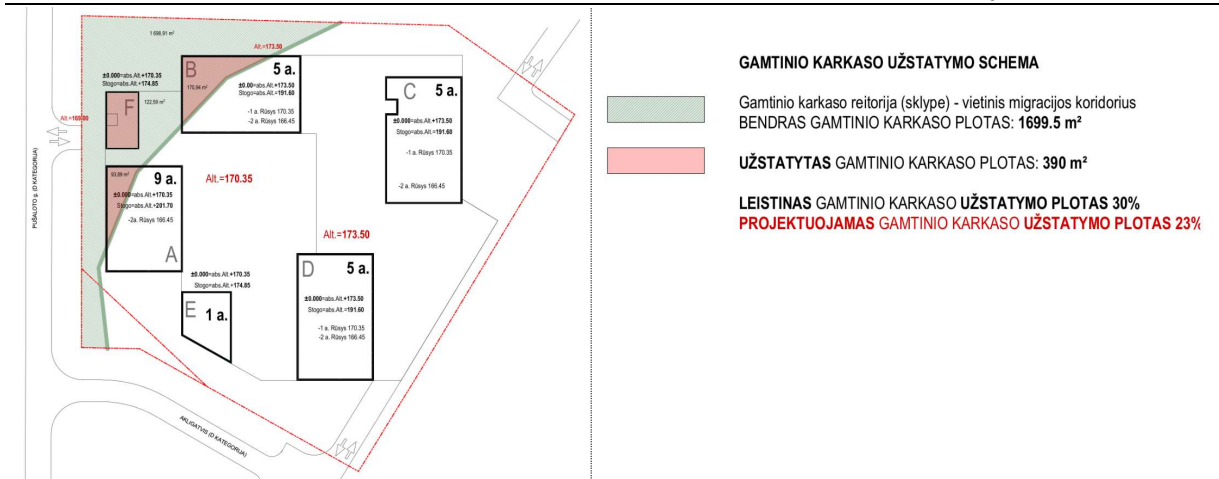 1 698,91 m²
Alt.=173.50
B
5 a.
±0.00=abs.Alt.+173.50
Stogo=abs.Alt.=191.60
170,94 m²
-1 a. Rūsys 170.35
-2 a. Rūsys 166.45
±0.000=abs.Alt.+170.35
Stogo=abs.Alt.+174.85
122,59 m²
F
Alt.=169.00
C
5 a.
±0.000=abs.Alt.+173.50
Stogo=abs.Alt.+191.60
-1 a. Rūsys 170.35
-2 a. Rūsys 166.45
PUŠALOTO g. (D KATEGORIJA)
9 a.
±0.000=abs.Alt.+170.35
Stogo=abs.Alt+201.70
-2a. Rūsys 166.45
A
Alt.=170.35
Alt.=173.50
±0.000=abs.Alt.+170.35
Stogo=abs.Alt.+174.85
E
1 a.
D
5 a.
±0.000=abs.Alt.+173.50
Stogo=abs.Alt.=191.60
-1 a. Rūsys 170.35
-2 a. Rūsys 166.45
AKLIGATVIS (D KATEGORIJA)
GAMTINIO KARKASO UŽSTATYMO SCHEMA
Gamtinio karkaso reitorija (sklype) - vietinis migracijos koridorius
BENDRAS GAMTINIO KARKASO PLOTAS: 1699.5 m²
UŽSTATYTAS GAMTINIO KARKASO PLOTAS: 390 m²
LEISTINAS GAMTINIO KARKASO UŽSTATYMO PLOTAS 30%
PROJEKTUOJAMAS GAMTINIO KARKASO UŽSTATYMO PLOTAS 23%